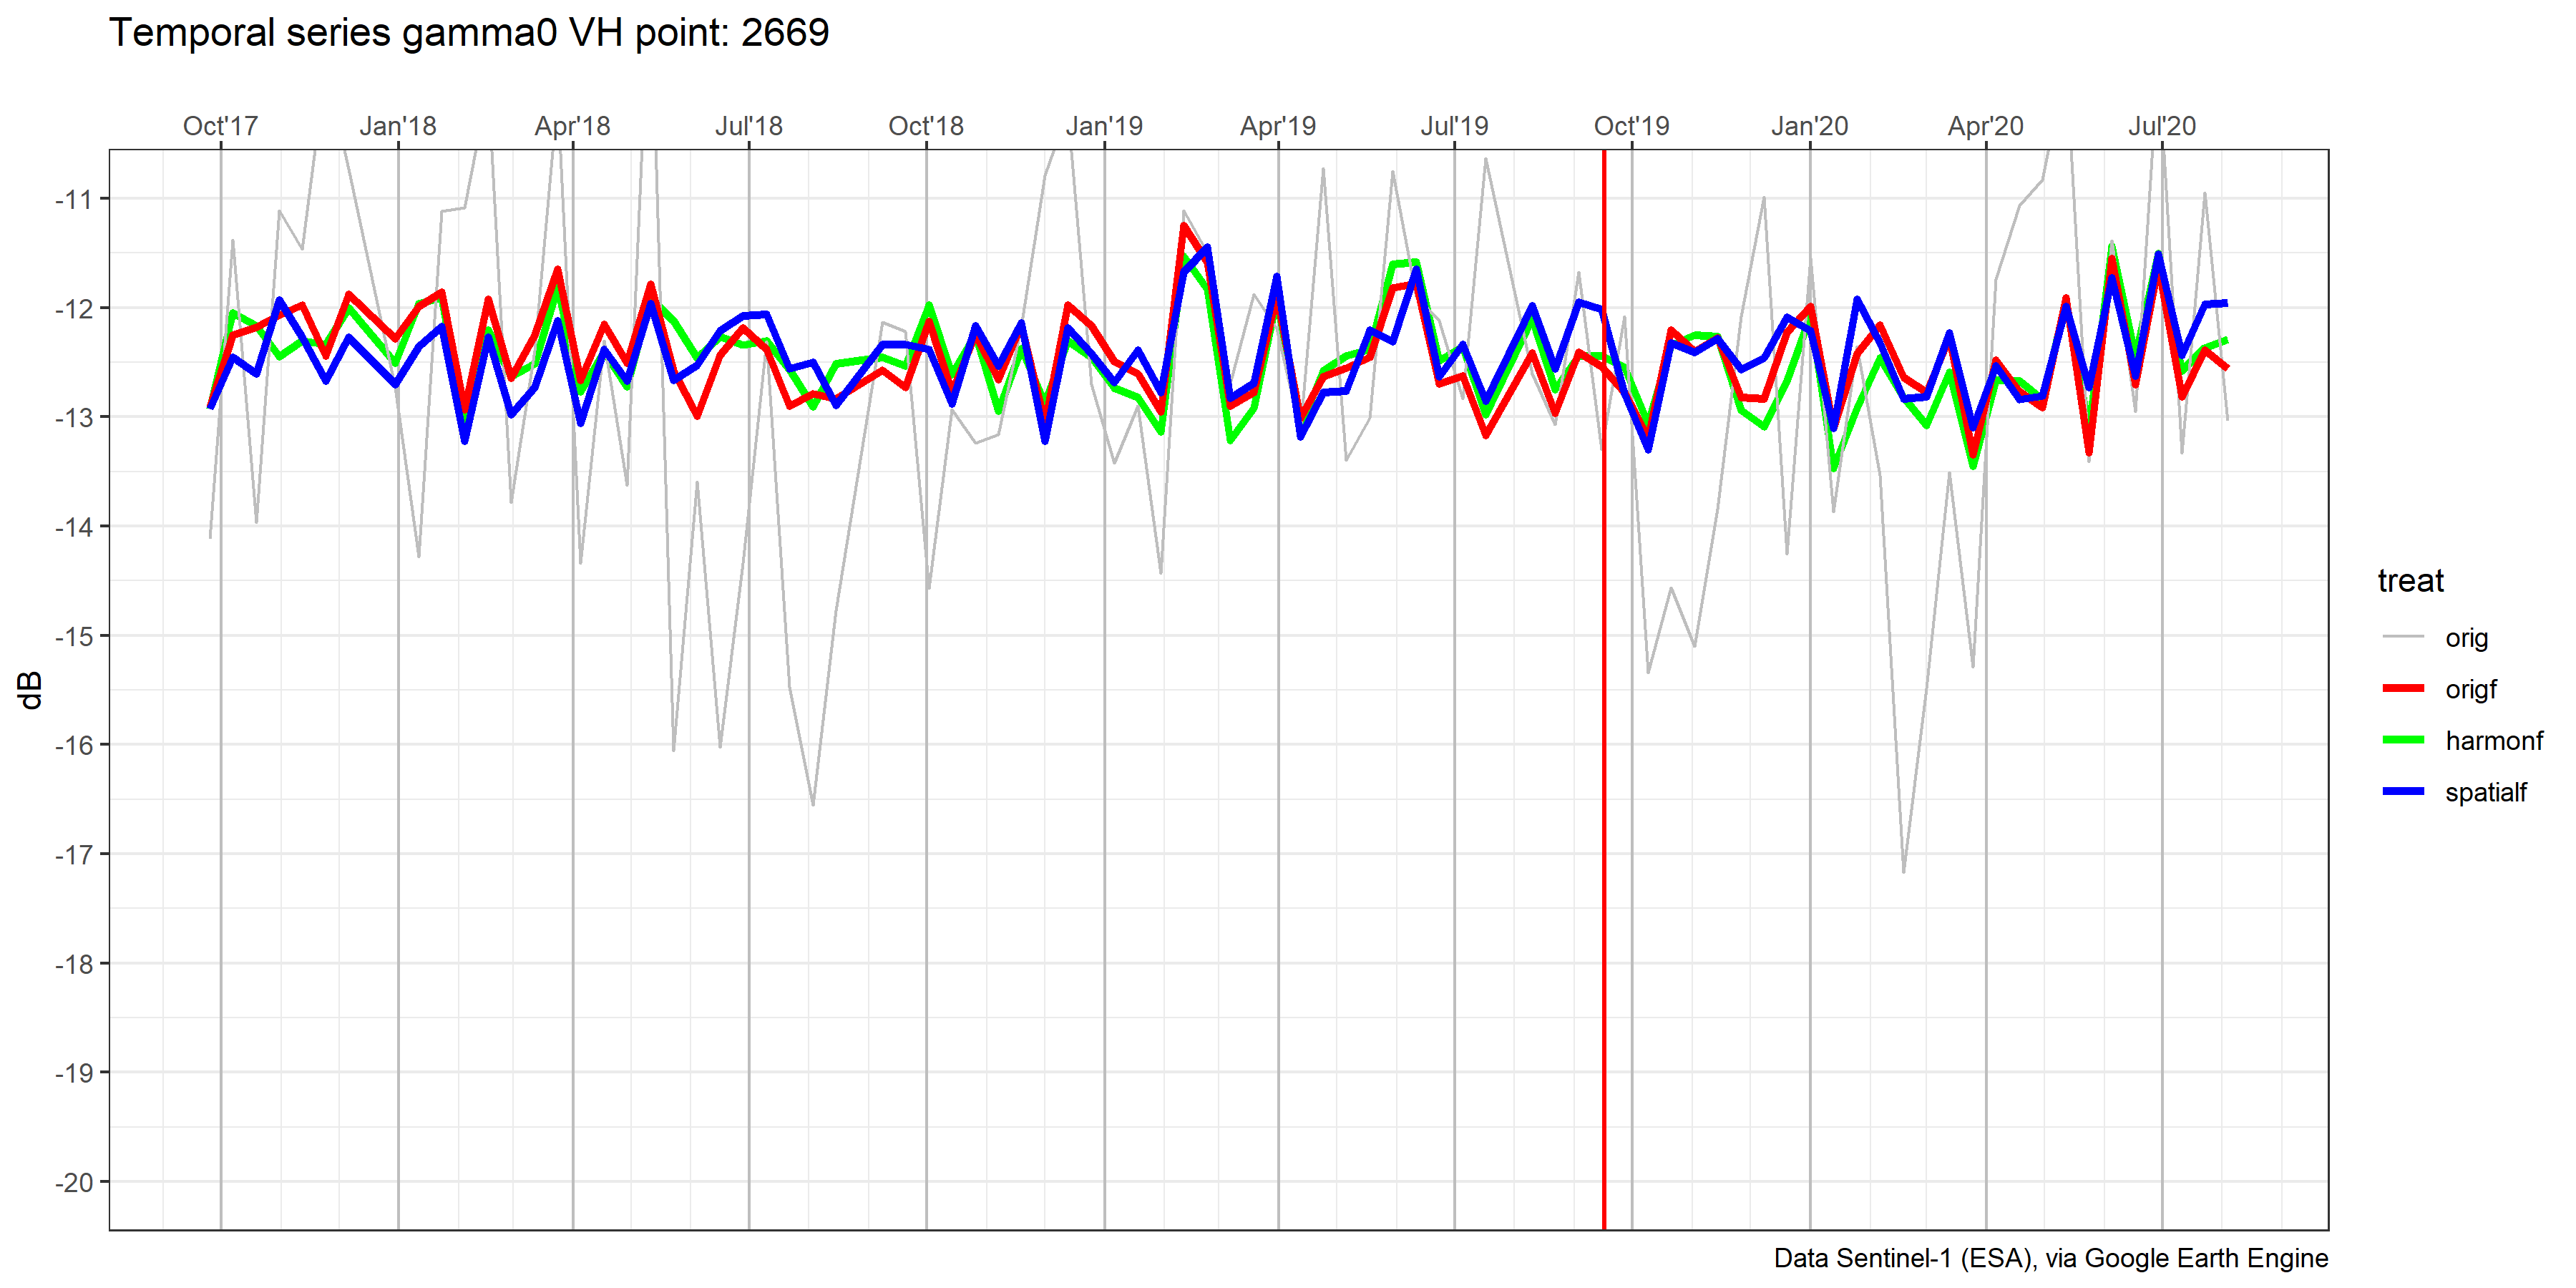 Temporal series gamma0 VH point: 2669
Oct'17 Jan'18 Apr'18 Jul'18 Oct'18 Jan'19 Apr'19 Jul'19 Oct'19 Jan'20 Apr'20 Jul'20
-11
-12
-13
-14
-15
-16
-17
-18
-19
-20
dB
treat
orig
origf
harmonf
spatialf
Data Sentinel-1 (ESA), via Google Earth Engine